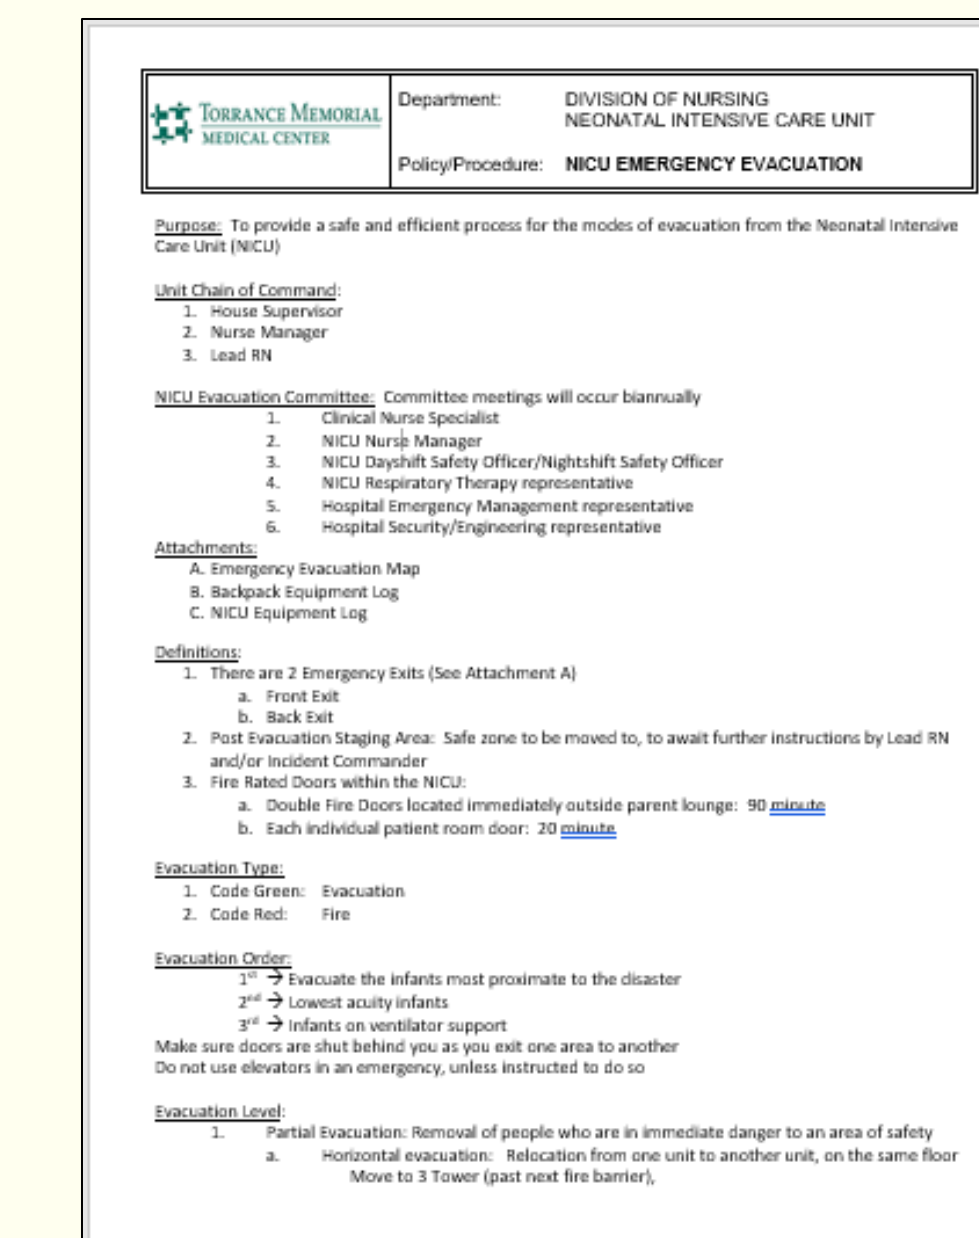 TORRANCE MEMORIAL
MEDICAL CENTER
Department: DIVISION OF NURSING
NEONATAL INTENSIVE CARE UNIT
Policy/Procedure: NICU EMERGENCY EVACUATION
Purpose: To provide a safe and efficient process for the modes of evacuation from the Neonatal Intensive
Care Unit (NICU)
Unit Chain of Command:
1. House Supervisor
2. Nurse Manager
3. Lead RN
NICU Evacuation Committee: Committee meetings will occur biannually
1. Clinical Nurse Specialist
2. NICU Nurse Manager
3. NICU Dayshift Safety Officer/Nightshift Safety Officer
4. NICU Respiratory Therapy representative
5. Hospital Emergency Management representative
6. Hospital Security/Engineering representative
Attachments:
A. Emergency Evacuation Map
B. Backpack Equipment Log
C. NICU Equipment Log
Definitions:
1. There are 2 Emergency Exits (See Attachment A)
a. Front Exit
b. Back Exit
2. Post Evacuation Staging Area: Safe zone to be moved to, to await further instructions by Lead RN
and/or Incident Commander
3. Fire Rated Doors within the NICU:
a. Double Fire Doors located immediately outside parent lounge: 90 minute
b. Each individual patient room door: 20 minute
Evacuation Type:
1. Code Green: Evacuation
2. Code Red: Fire
Evacuation Order:
1st → Evacuate the infants most proximate to the disaster
2nd → Lowest acuity infants
3rd → Infants on ventilator support
Make sure doors are shut behind you as you exit one area to another
Do not use elevators in an emergency, unless instructed to do so
Evacuation Level:
1. Partial Evacuation: Removal of people who are in immediate danger to an area of safety
a. Horizontal evacuation: Relocation from one unit to another unit, on the same floor
Move to 3 Tower (past next fire barrier),